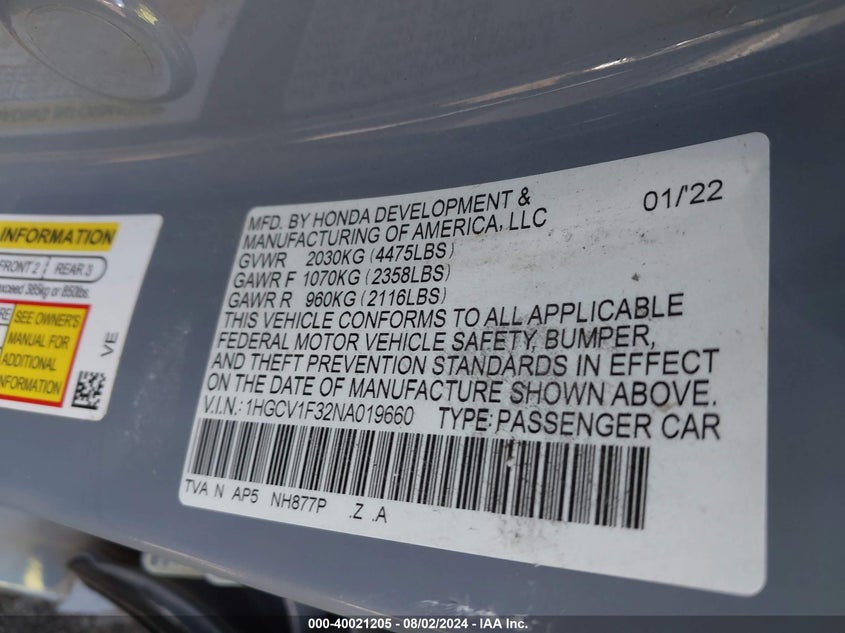 INFORMATION
FRONT 2 REAR 3
exceed 385kg or 850lbs.
SEE OWNER'S
MANUAL FOR
ADDITIONAL
INFORMATION
VE
MFD. BY HONDA DEVELOPMENT & 01/'22
MANUFACTURING OF AMERICA, LLC
GVWR 2030KG (4475LBS)
GAWR F 1070KG (2358LBS)
GAWR R 960KG (2116LBS)
THIS VEHICLE CONFORMS TO ALL APPLICABLE
FEDERAL MOTOR VEHICLE SAFETY, BUMPER,
AND THEFT PREVENTION STANDARDS IN EFFECT
ON THE DATE OF MANUFACTURE SHOWN ABOVE.
V.I.N.: 1HGCV1F32NA019660 TYPE: PASSENGER CAR
TVA N AP5 NH877P .Z .A
000-40021205 - 08/02/2024 - IAA Inc.